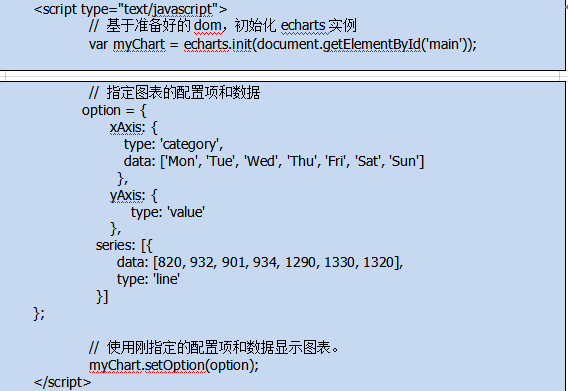 <script type="text/javascript">
// 基于准备好的dom，初始化 echarts 实例
var myChart = echarts.init(document.getElementById('main'));
// 指定图表的配置项和数据
option = {
xAxis: {
type: 'category',
data: ['Mon', 'Tue', 'Wed', 'Thu', 'Fri', 'Sat', 'Sun']
},
yAxis: {
type: 'value'
},
series: [{
data: [820, 932, 901, 934, 1290, 1330, 1320],
type: 'line'
}]
};
// 使用刚指定的配置项和数据显示图表。
myChart.setOption(option);
</script>